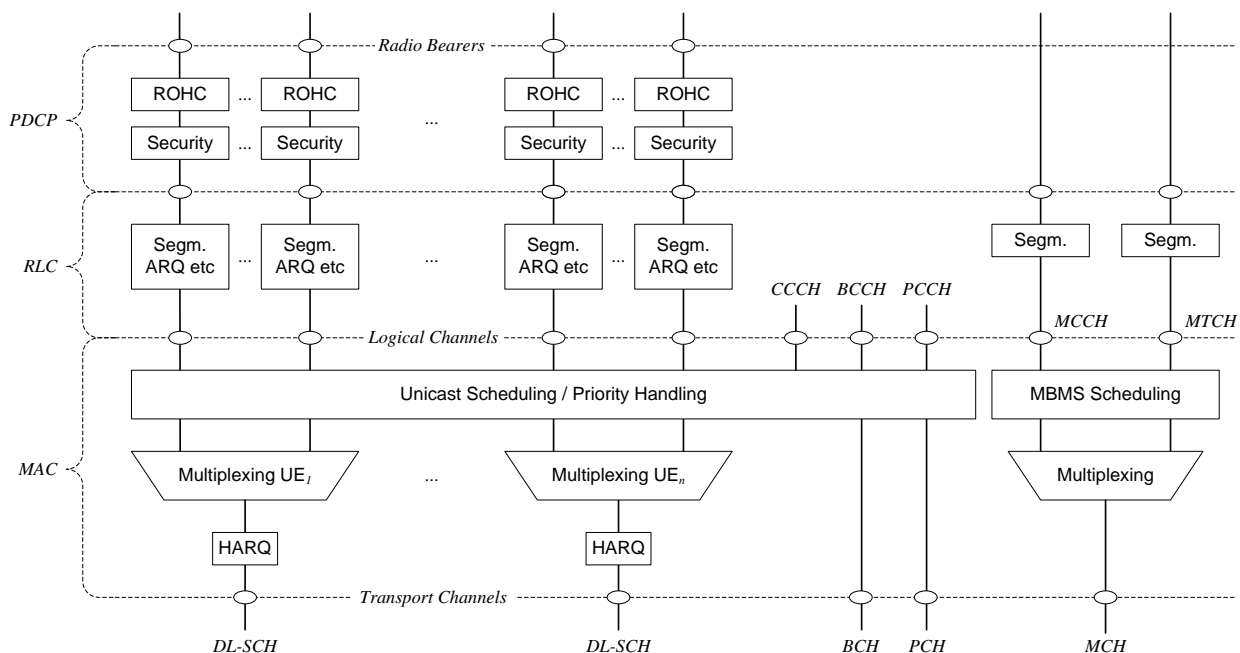 Radio Bearers
ROHC ... ROHC ROHC ... ROHC
PDCP ...
Security ... Security Security ... Security
Segm. ARQ etc ... Segm. ARQ etc ... Segm. ARQ etc ... Segm. ARQ etc Segm. Segm.
RLC
CCCH BCCH PCCH
MCCH MTCH
Logical Channels
Unicast Scheduling / Priority Handling MBMS Scheduling
MAC Multiplexing UE1 ... Multiplexing UEn Multiplexing
HARQ HARQ
Transport Channels
DL-SCH DL-SCH BCH PCH MCH